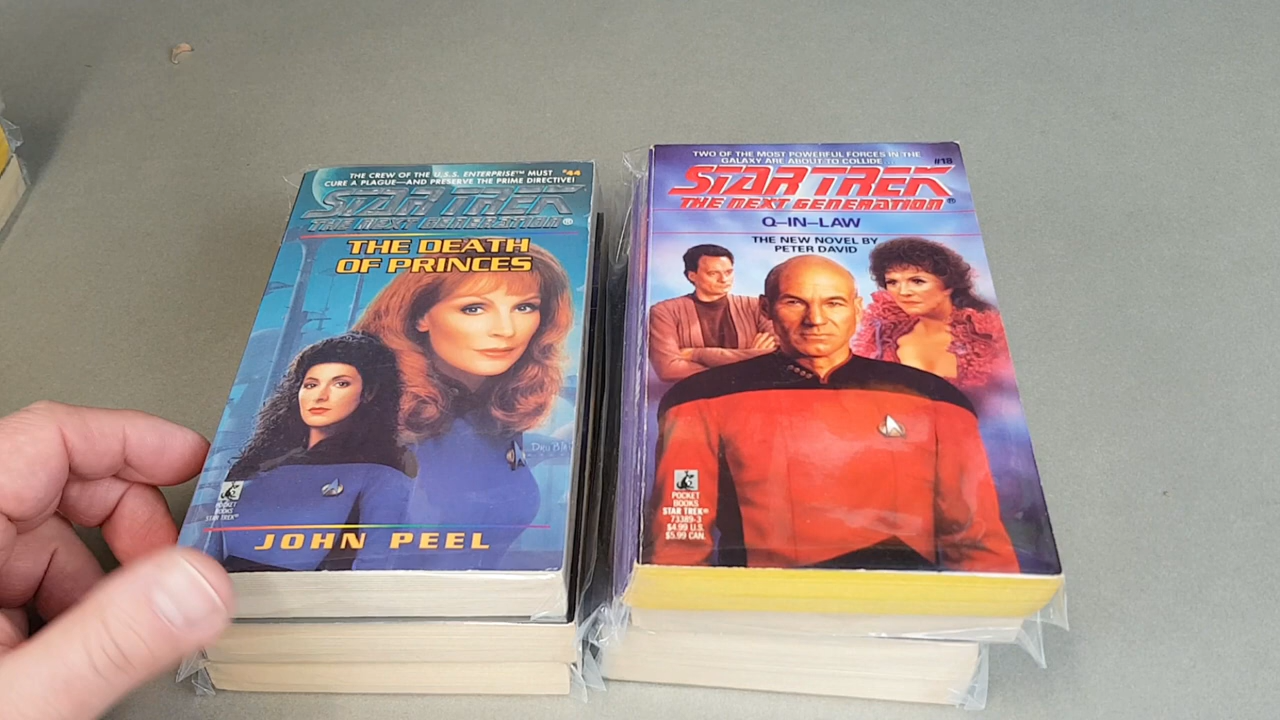 THE CREW OF THE U.S.S. ENTERPRISE™ MUST
CURE A PLAGUE—AND PRESERVE THE PRIME DIRECTIVE!
#44
STAR TREK
THE NEXT GENERATION®
THE DEATH
OF PRINCES
POCKET
BOOKS
STAR TREK®
JOHN PEEL
TWO OF THE MOST POWERFUL FORCES IN THE
GALAXY ARE ABOUT TO COLLIDE...
#18
STAR TREK
THE NEXT GENERATION®
Q-IN-LAW
THE NEW NOVEL BY
PETER DAVID
POCKET
BOOKS
STAR TREK®
73389-3
$4.99 U.S.
$5.99 CAN.